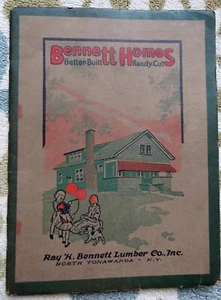 Bennett Homes
Better-Built Ready-Cut
Ray H. Bennett Lumber Co., Inc.
NORTH TONAWANDA - N.Y.